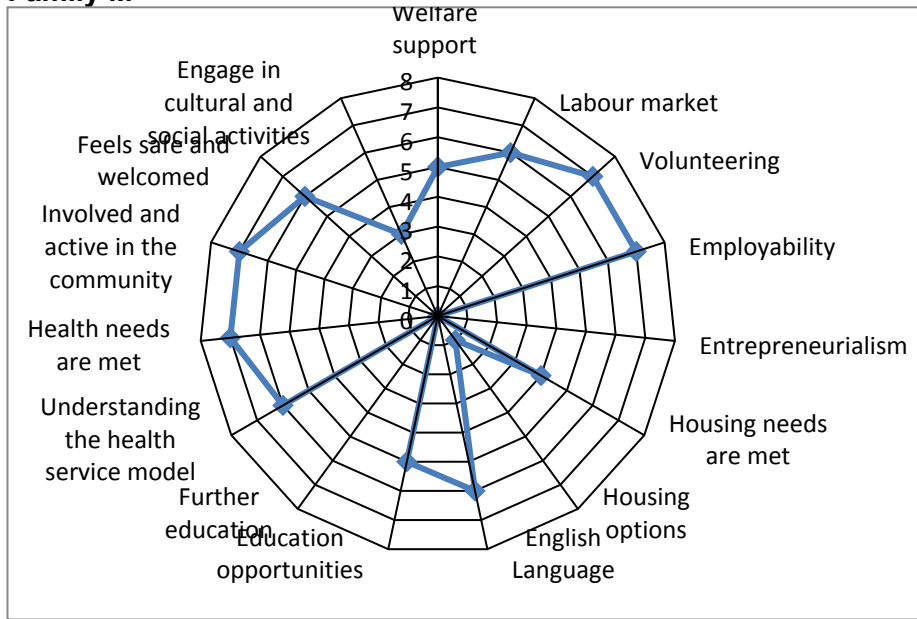 Welfare
support
Labour market
Volunteering
Employability
Entrepreneurialism
Housing needs
are met
Housing
options
English
Language
Education
opportunities
Further
education
Understanding
the health
service model
Health needs
are met
Involved and
active in the
community
Feels safe and
welcomed
Engage in
cultural and
social activities
8
7
6
5
4
3
2
1
0